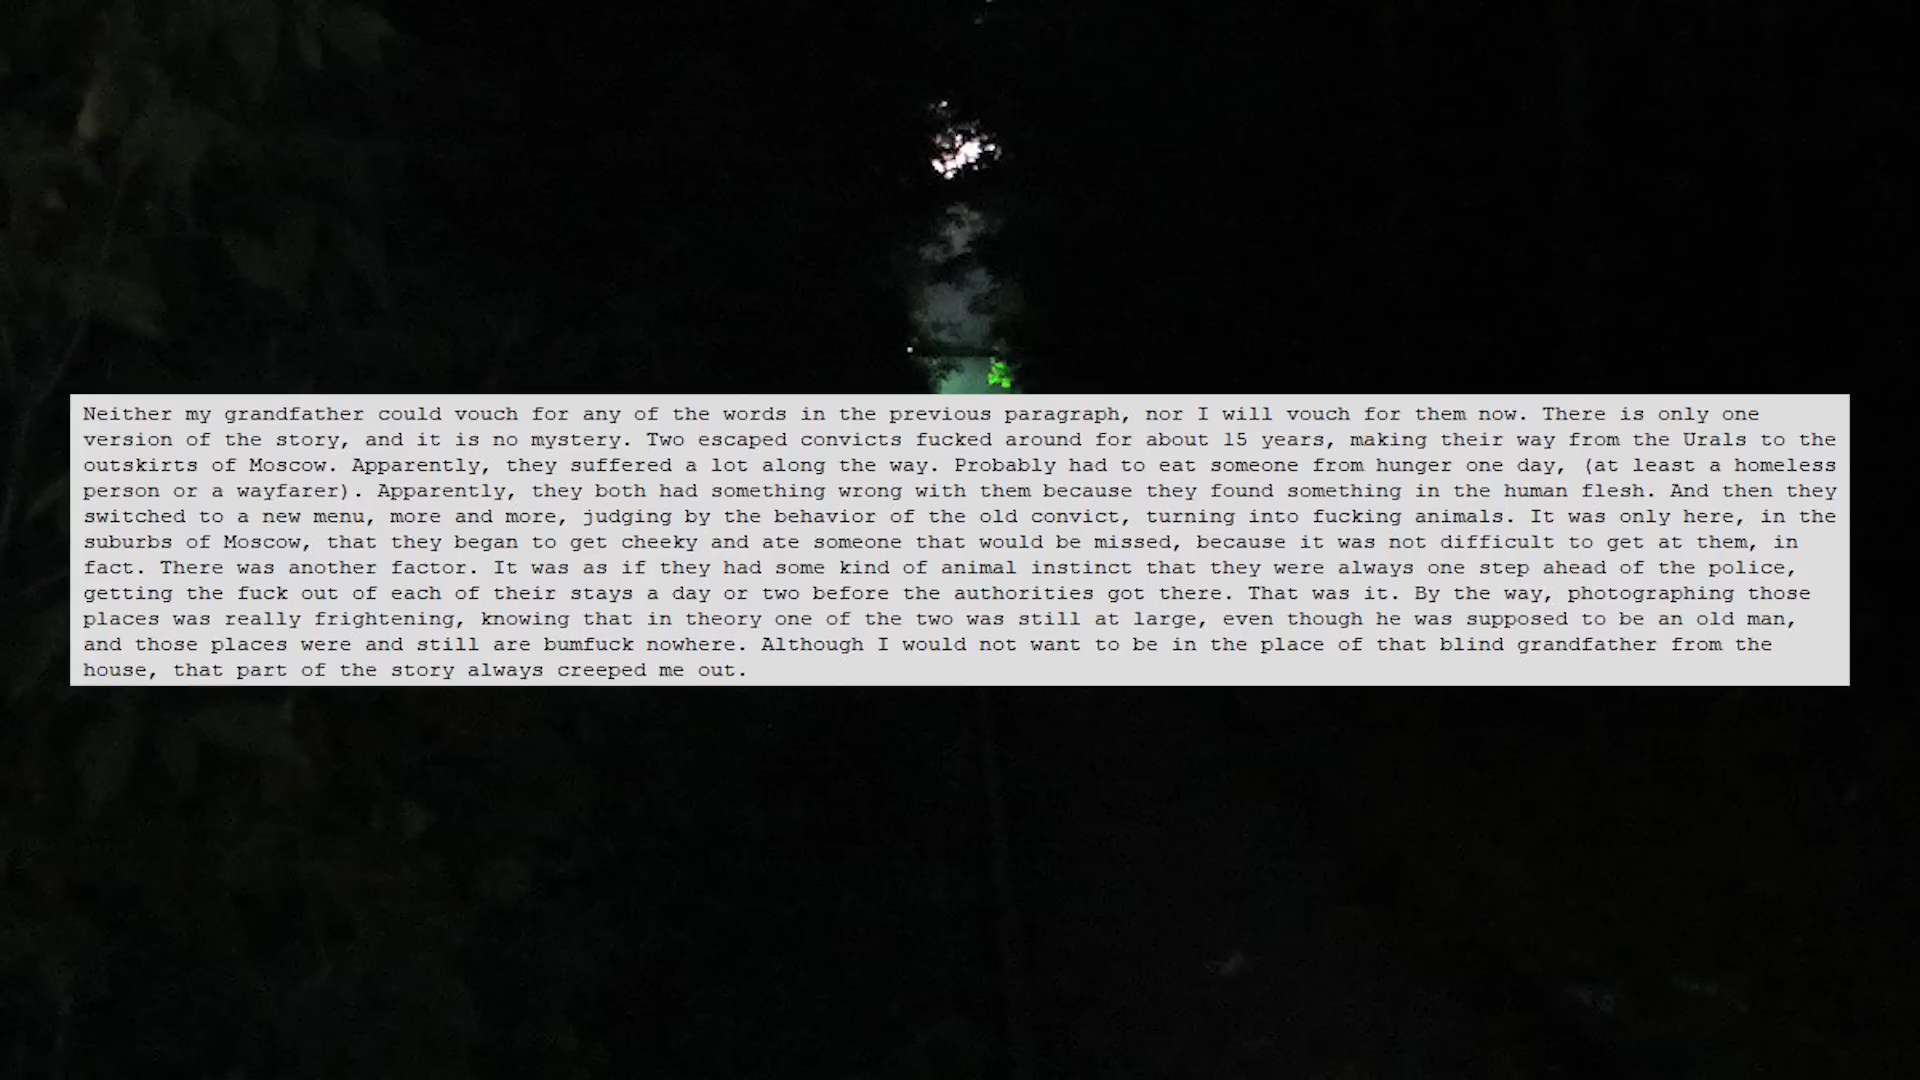 Neither my grandfather could vouch for any of the words in the previous paragraph, nor I will vouch for them now. There is only one
version of the story, and it is no mystery. Two escaped convicts fucked around for about 15 years, making their way from the Urals to the
outskirts of Moscow. Apparently, they suffered a lot along the way. Probably had to eat someone from hunger one day, (at least a homeless
person or a wayfarer). Apparently, they both had something wrong with them because they found something in the human flesh. And then they
switched to a new menu, more and more, judging by the behavior of the old convict, turning into fucking animals. It was only here, in the
suburbs of Moscow, that they began to get cheeky and ate someone that would be missed, because it was not difficult to get at them, in
fact. There was another factor. It was as if they had some kind of animal instinct that they were always one step ahead of the police,
getting the fuck out of each of their stays a day or two before the authorities got there. That was it. By the way, photographing those
places was really frightening, knowing that in theory one of the two was still at large, even though he was supposed to be an old man,
and those places were and still are bumfuck nowhere. Although I would not want to be in the place of that blind grandfather from the
house, that part of the story always creeped me out.